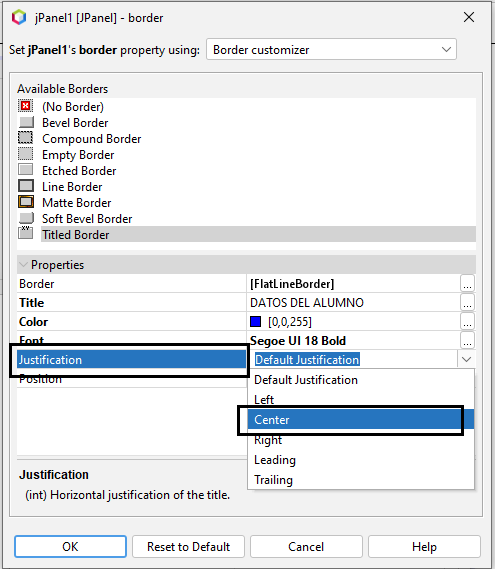 jPanel1 [JPanel] - border
Set jPanel1's border property using: Border customizer
Available Borders
(No Border)
Bevel Border
Compound Border
Empty Border
Etched Border
Line Border
Matte Border
Soft Bevel Border
XY Titled Border
Properties
Border [FlatLineBorder] ...
Title DATOS DEL ALUMNO ...
Color [0,0,255] ...
Font Segoe UI 18 Bold ...
Justification Default Justification
Position
Default Justification
Left
Center
Right
Leading
Trailing
Justification
(int) Horizontal justification of the title.
OK Reset to Default Cancel Help